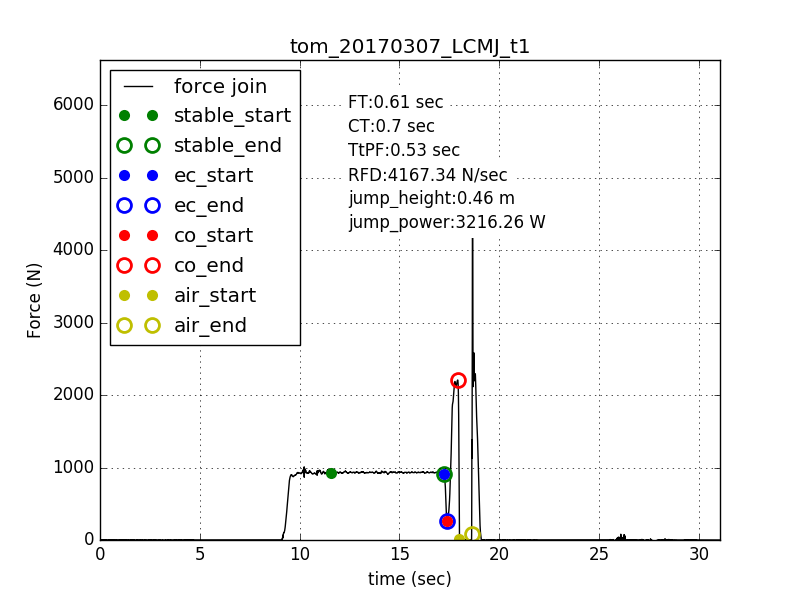 tom_20170307_LCMJ_t1
force join
stable_start
stable_end
ec_start
ec_end
co_start
co_end
air_start
air_end
FT:0.61 sec
CT:0.7 sec
TtPF:0.53 sec
RFD:4167.34 N/sec
jump_height:0.46 m
jump_power:3216.26 W
Force (N)
6000
5000
4000
3000
2000
1000
0
0 5 10 15 20 25 30
time (sec)